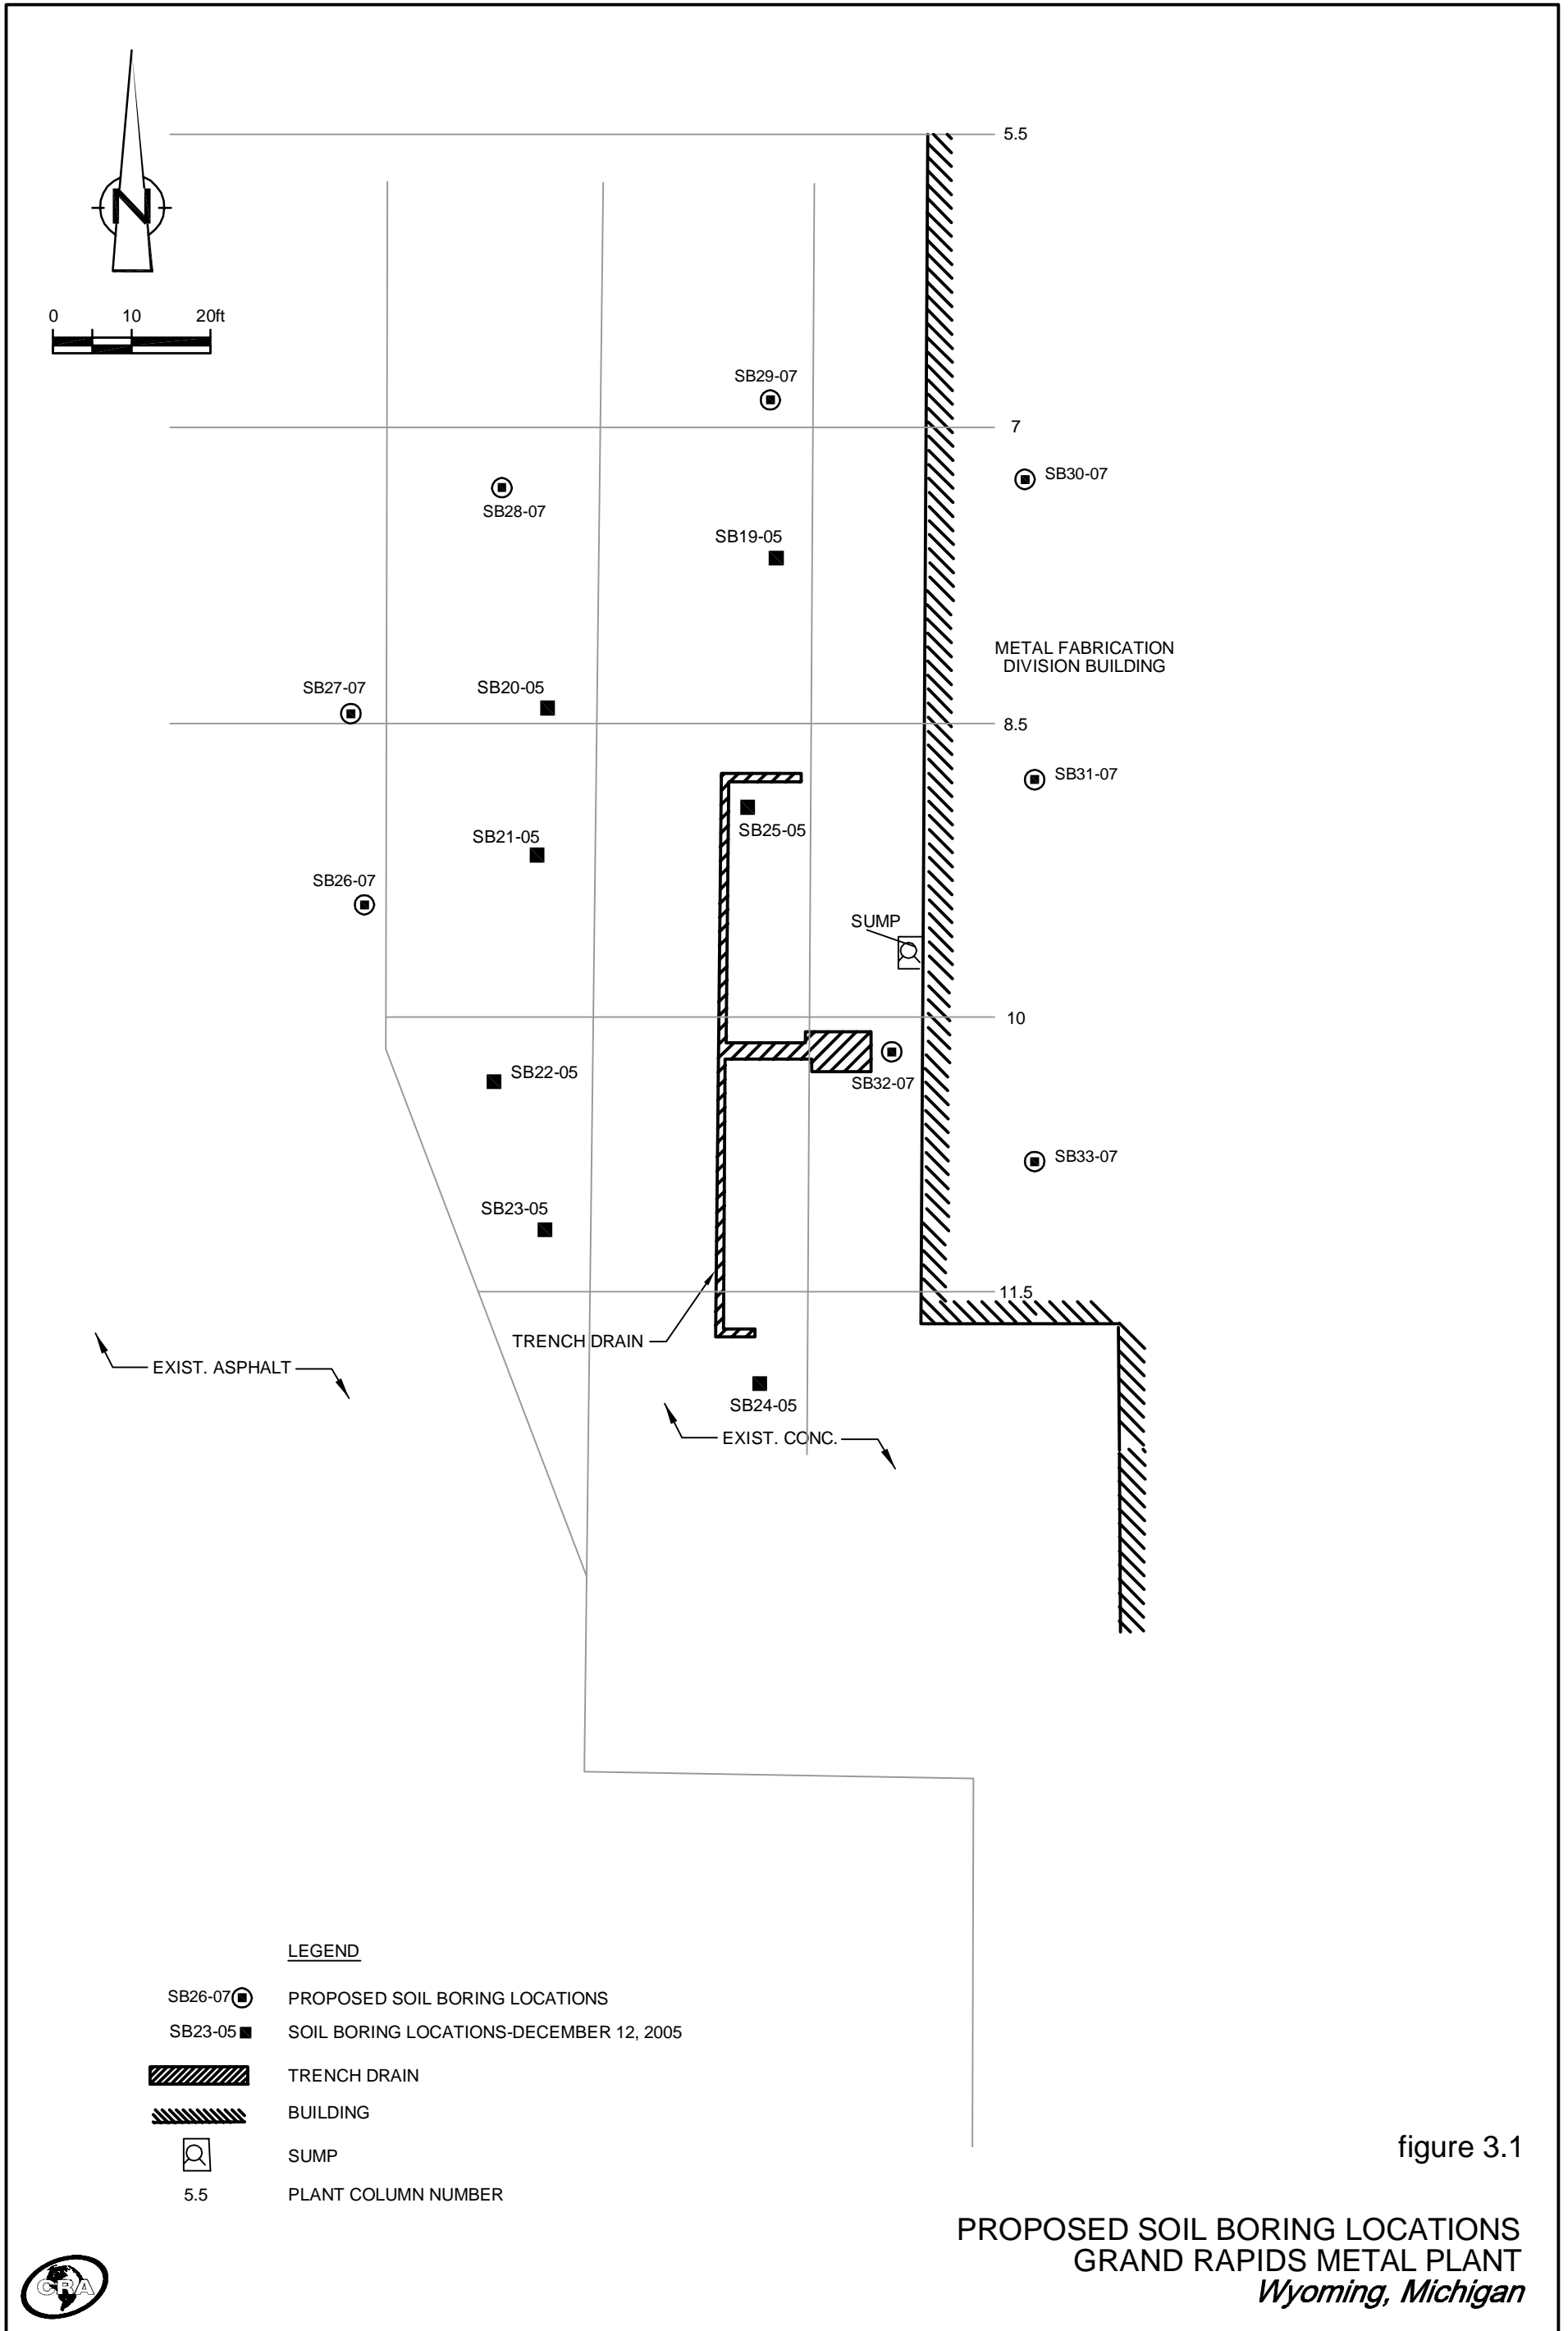 5.5
N
0 10 20ft
SB29-07
7
SB30-07
SB28-07
SB19-05
METAL FABRICATION
DIVISION BUILDING
SB27-07
SB20-05
8.5
SB31-07
SB25-05
SB21-05
SB26-07
SUMP
10
SB22-05
SB32-07
SB33-07
SB23-05
11.5
TRENCH DRAIN
EXIST. ASPHALT
SB24-05
EXIST. CONC.
LEGEND
SB26-07 PROPOSED SOIL BORING LOCATIONS
SB23-05 SOIL BORING LOCATIONS-DECEMBER 12, 2005
TRENCH DRAIN
BUILDING
SUMP
5.5 PLANT COLUMN NUMBER
figure 3.1
PROPOSED SOIL BORING LOCATIONS
GRAND RAPIDS METAL PLANT
Wyoming, Michigan
CRA